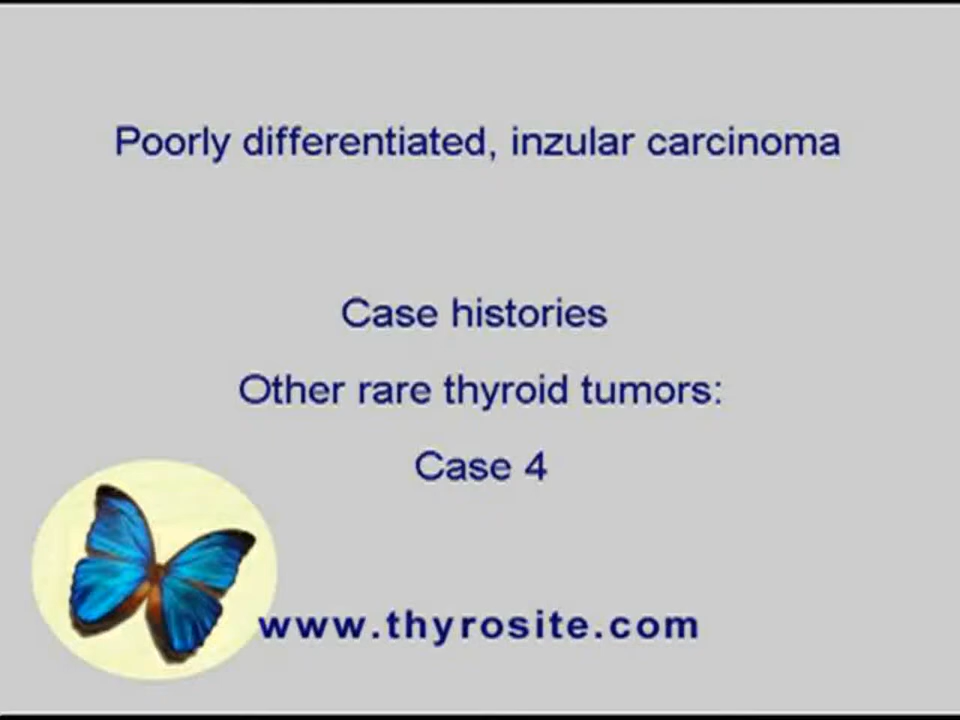 Poorly differentiated, inzular carcinoma
Case histories
Other rare thyroid tumors:
Case 4
www.thyrosite.com